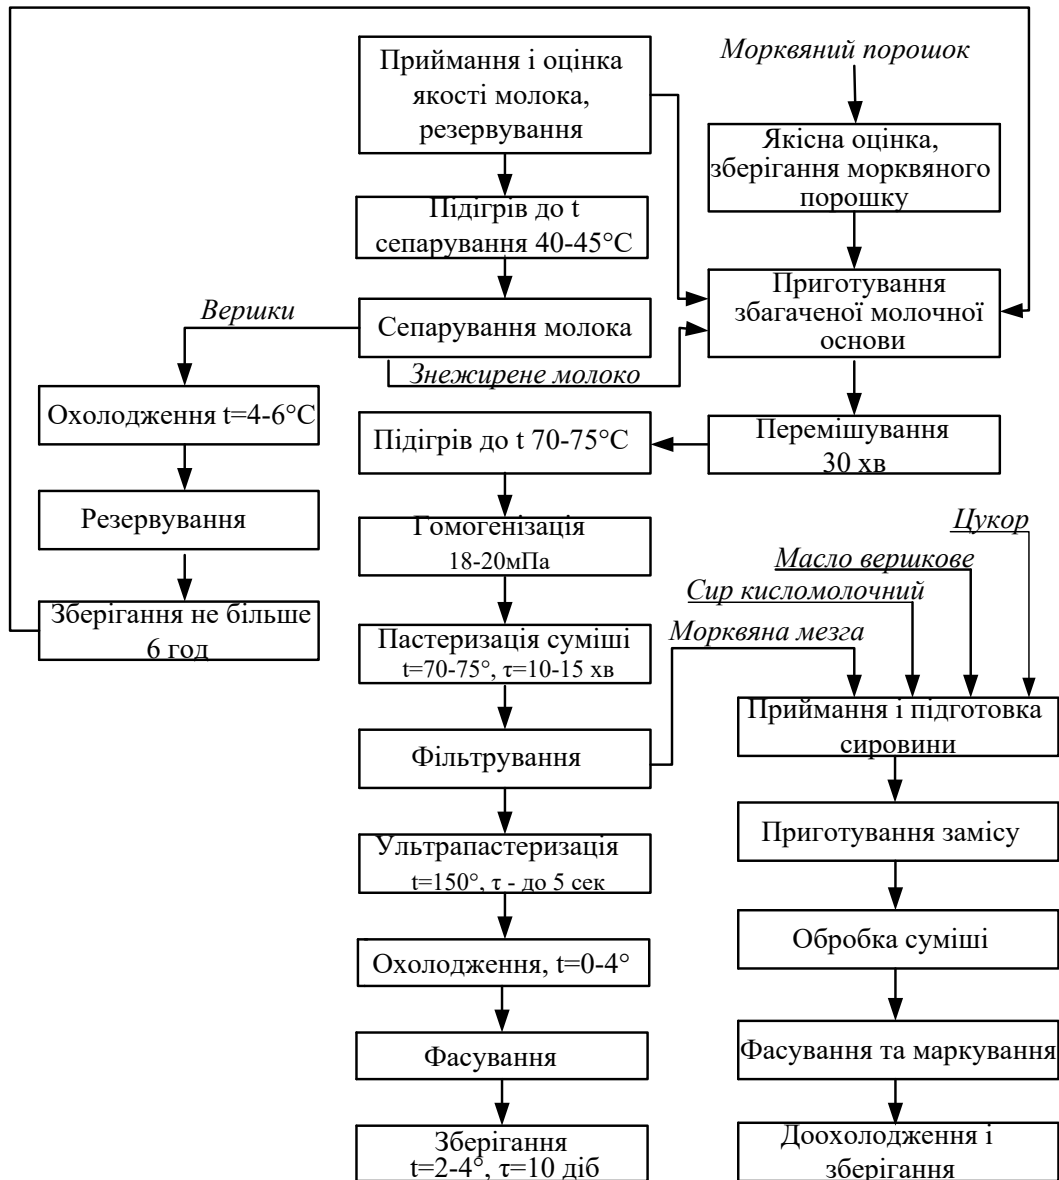 Приймання і оцінка
якості молока,
резервування
Морквяний порошок
Якісна оцінка,
зберігання морквяного
порошку
Підігрів до t
сепарування 40-45°С
Приготування
збагаченої молочної
основи
Вершки
Сепарування молока
Знежирене молоко
Охолодження t=4-6°С
Підігрів до t 70-75°С
Перемішування
30 хв
Резервування
Гомогенізація
18-20мПа
Цукор
Масло вершкове
Сир кисломолочний
Морквяна мезга
Зберігання не більше
6 год
Пастеризація суміші
t=70-75°, τ=10-15 хв
Приймання і підготовка
сировини
Фільтрування
Приготування замісу
Ультрапастеризація
t=150°, τ - до 5 сек
Обробка суміші
Охолодження, t=0-4°
Фасування
Фасування та маркування
Зберігання
t=2-4°, τ=10 діб
Доохолодження і
зберігання